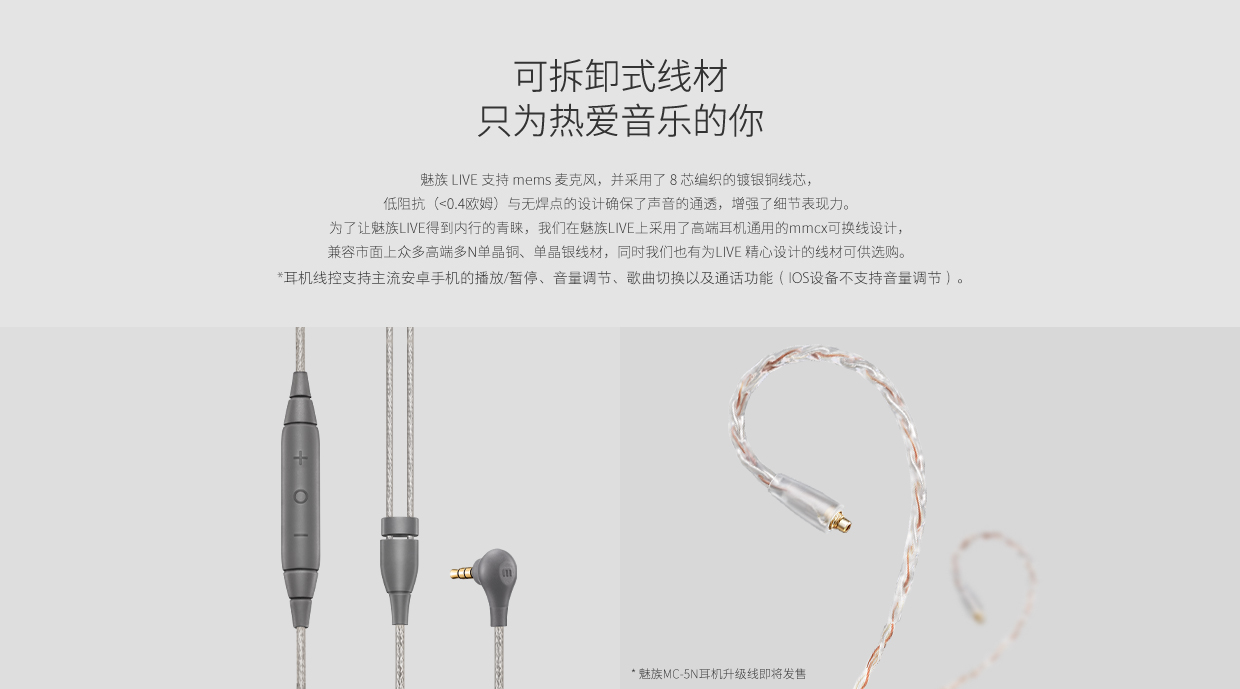 可拆卸式线材
只为热爱音乐的你
魅族 LIVE 支持 mems 麦克风，并采用了 8 芯编织的镀银铜线芯，
低阻抗（<0.4欧姆）与无焊点的设计确保了声音的通透，增强了细节表现力。
为了让魅族LIVE得到内行的青睐，我们在魅族LIVE上采用了高端耳机通用的mmcx可换线设计，
兼容市面上众多高端多N单晶铜、单晶银线材，同时我们也有为LIVE 精心设计的线材可供选购。
*耳机线控支持主流安卓手机的播放/暂停、音量调节、歌曲切换以及通话功能（ IOS设备不支持音量调节 ）。
* 魅族MC-5N耳机升级线即将发售